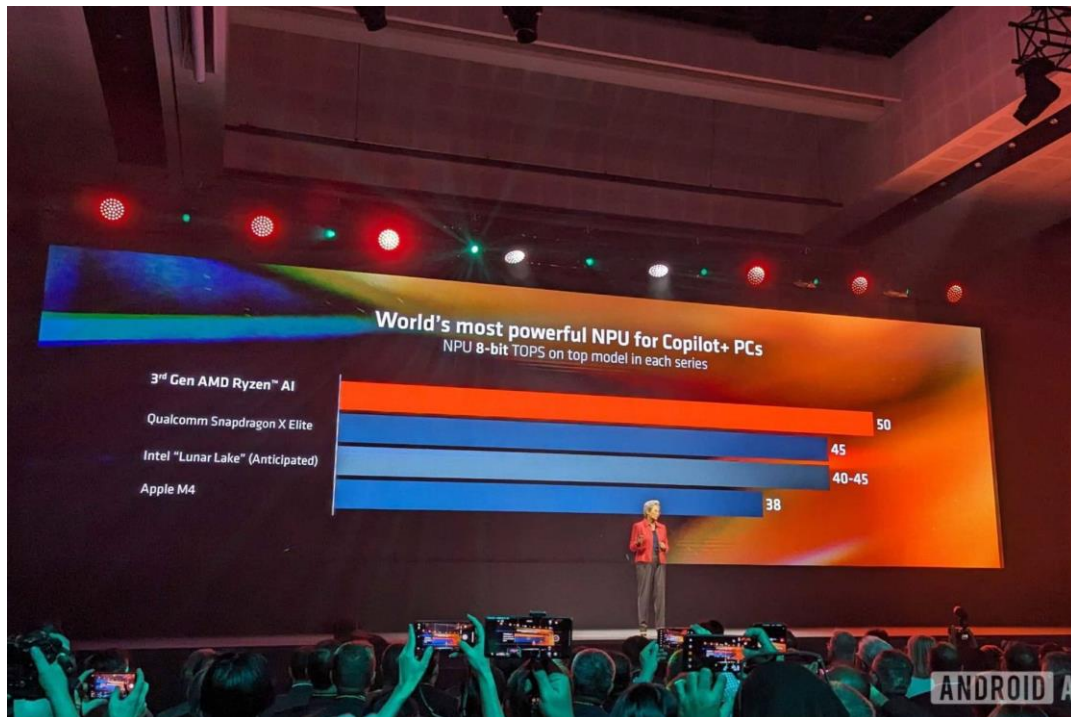 World's most powerful NPU for Copilot+ PCs
NPU 8-bit TOPS on top model in each series
3rd Gen AMD Ryzen™ AI
50
Qualcomm Snapdragon X Elite
45
Intel "Lunar Lake" (Anticipated)
40-45
Apple M4
38
ANDROID A